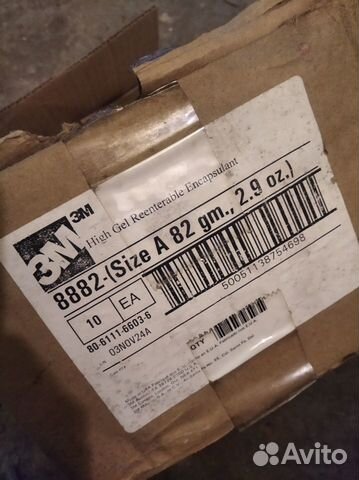 3M
3M
High Gel Reenterable Encapsulant
8882-(Size A 82 gm., 2.9 oz.)
10
EA
80-6111-6603-6
03NOV24A
50051138754698
QTY
Avito